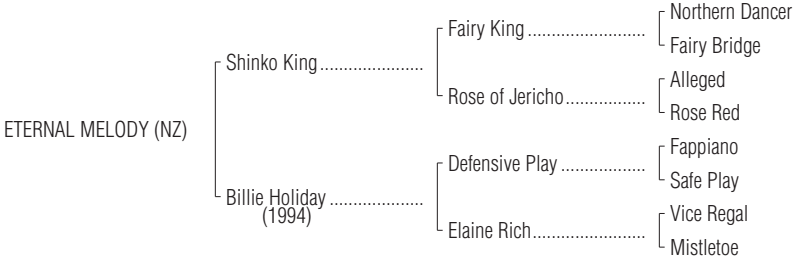 Northern Dancer
Fairy King ..........................
Fairy Bridge
Shinko King ......................
Alleged
Rose of Jericho .................
Rose Red
ETERNAL MELODY (NZ)
Fappiano
Defensive Play ..................
Safe Play
Billie Holiday ....................
(1994)
Vice Regal
Elaine Rich ........................
Mistletoe